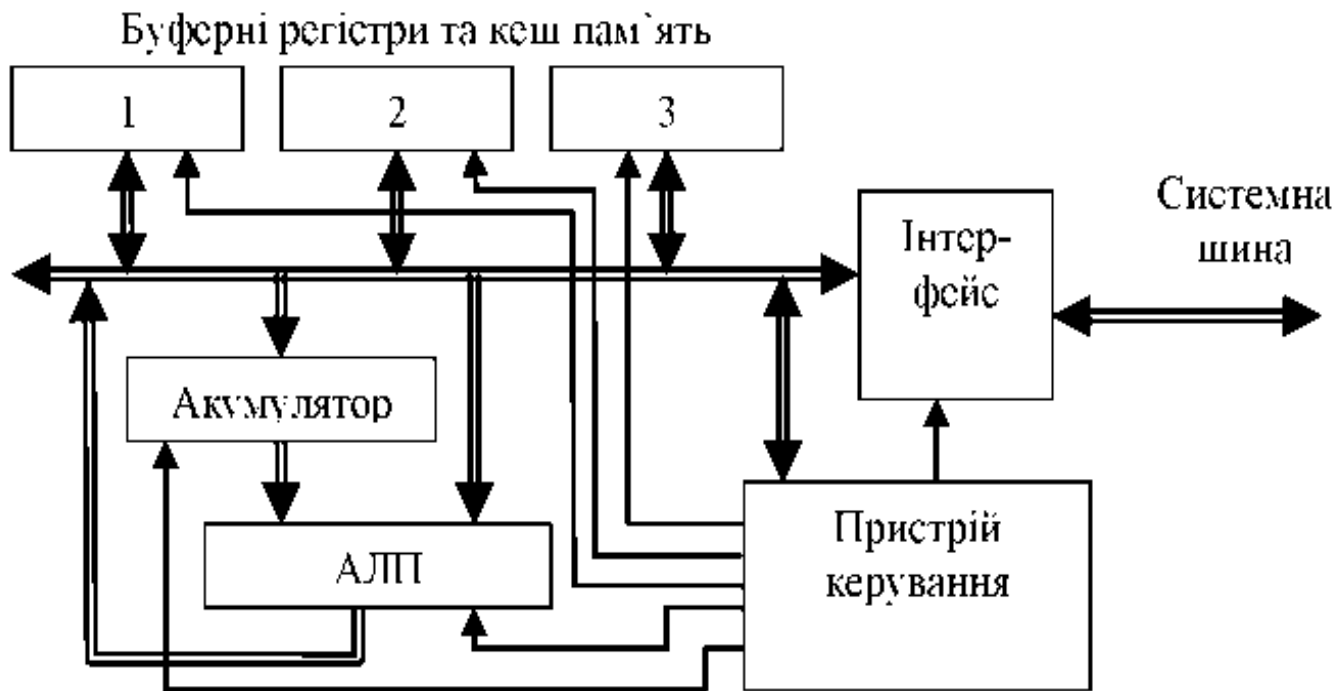 Буферні регістри та кеш пам`ять
1
2
3
Системна
шина
Інтер-
фейс
Акумулятор
АЛП
Пристрій
керування